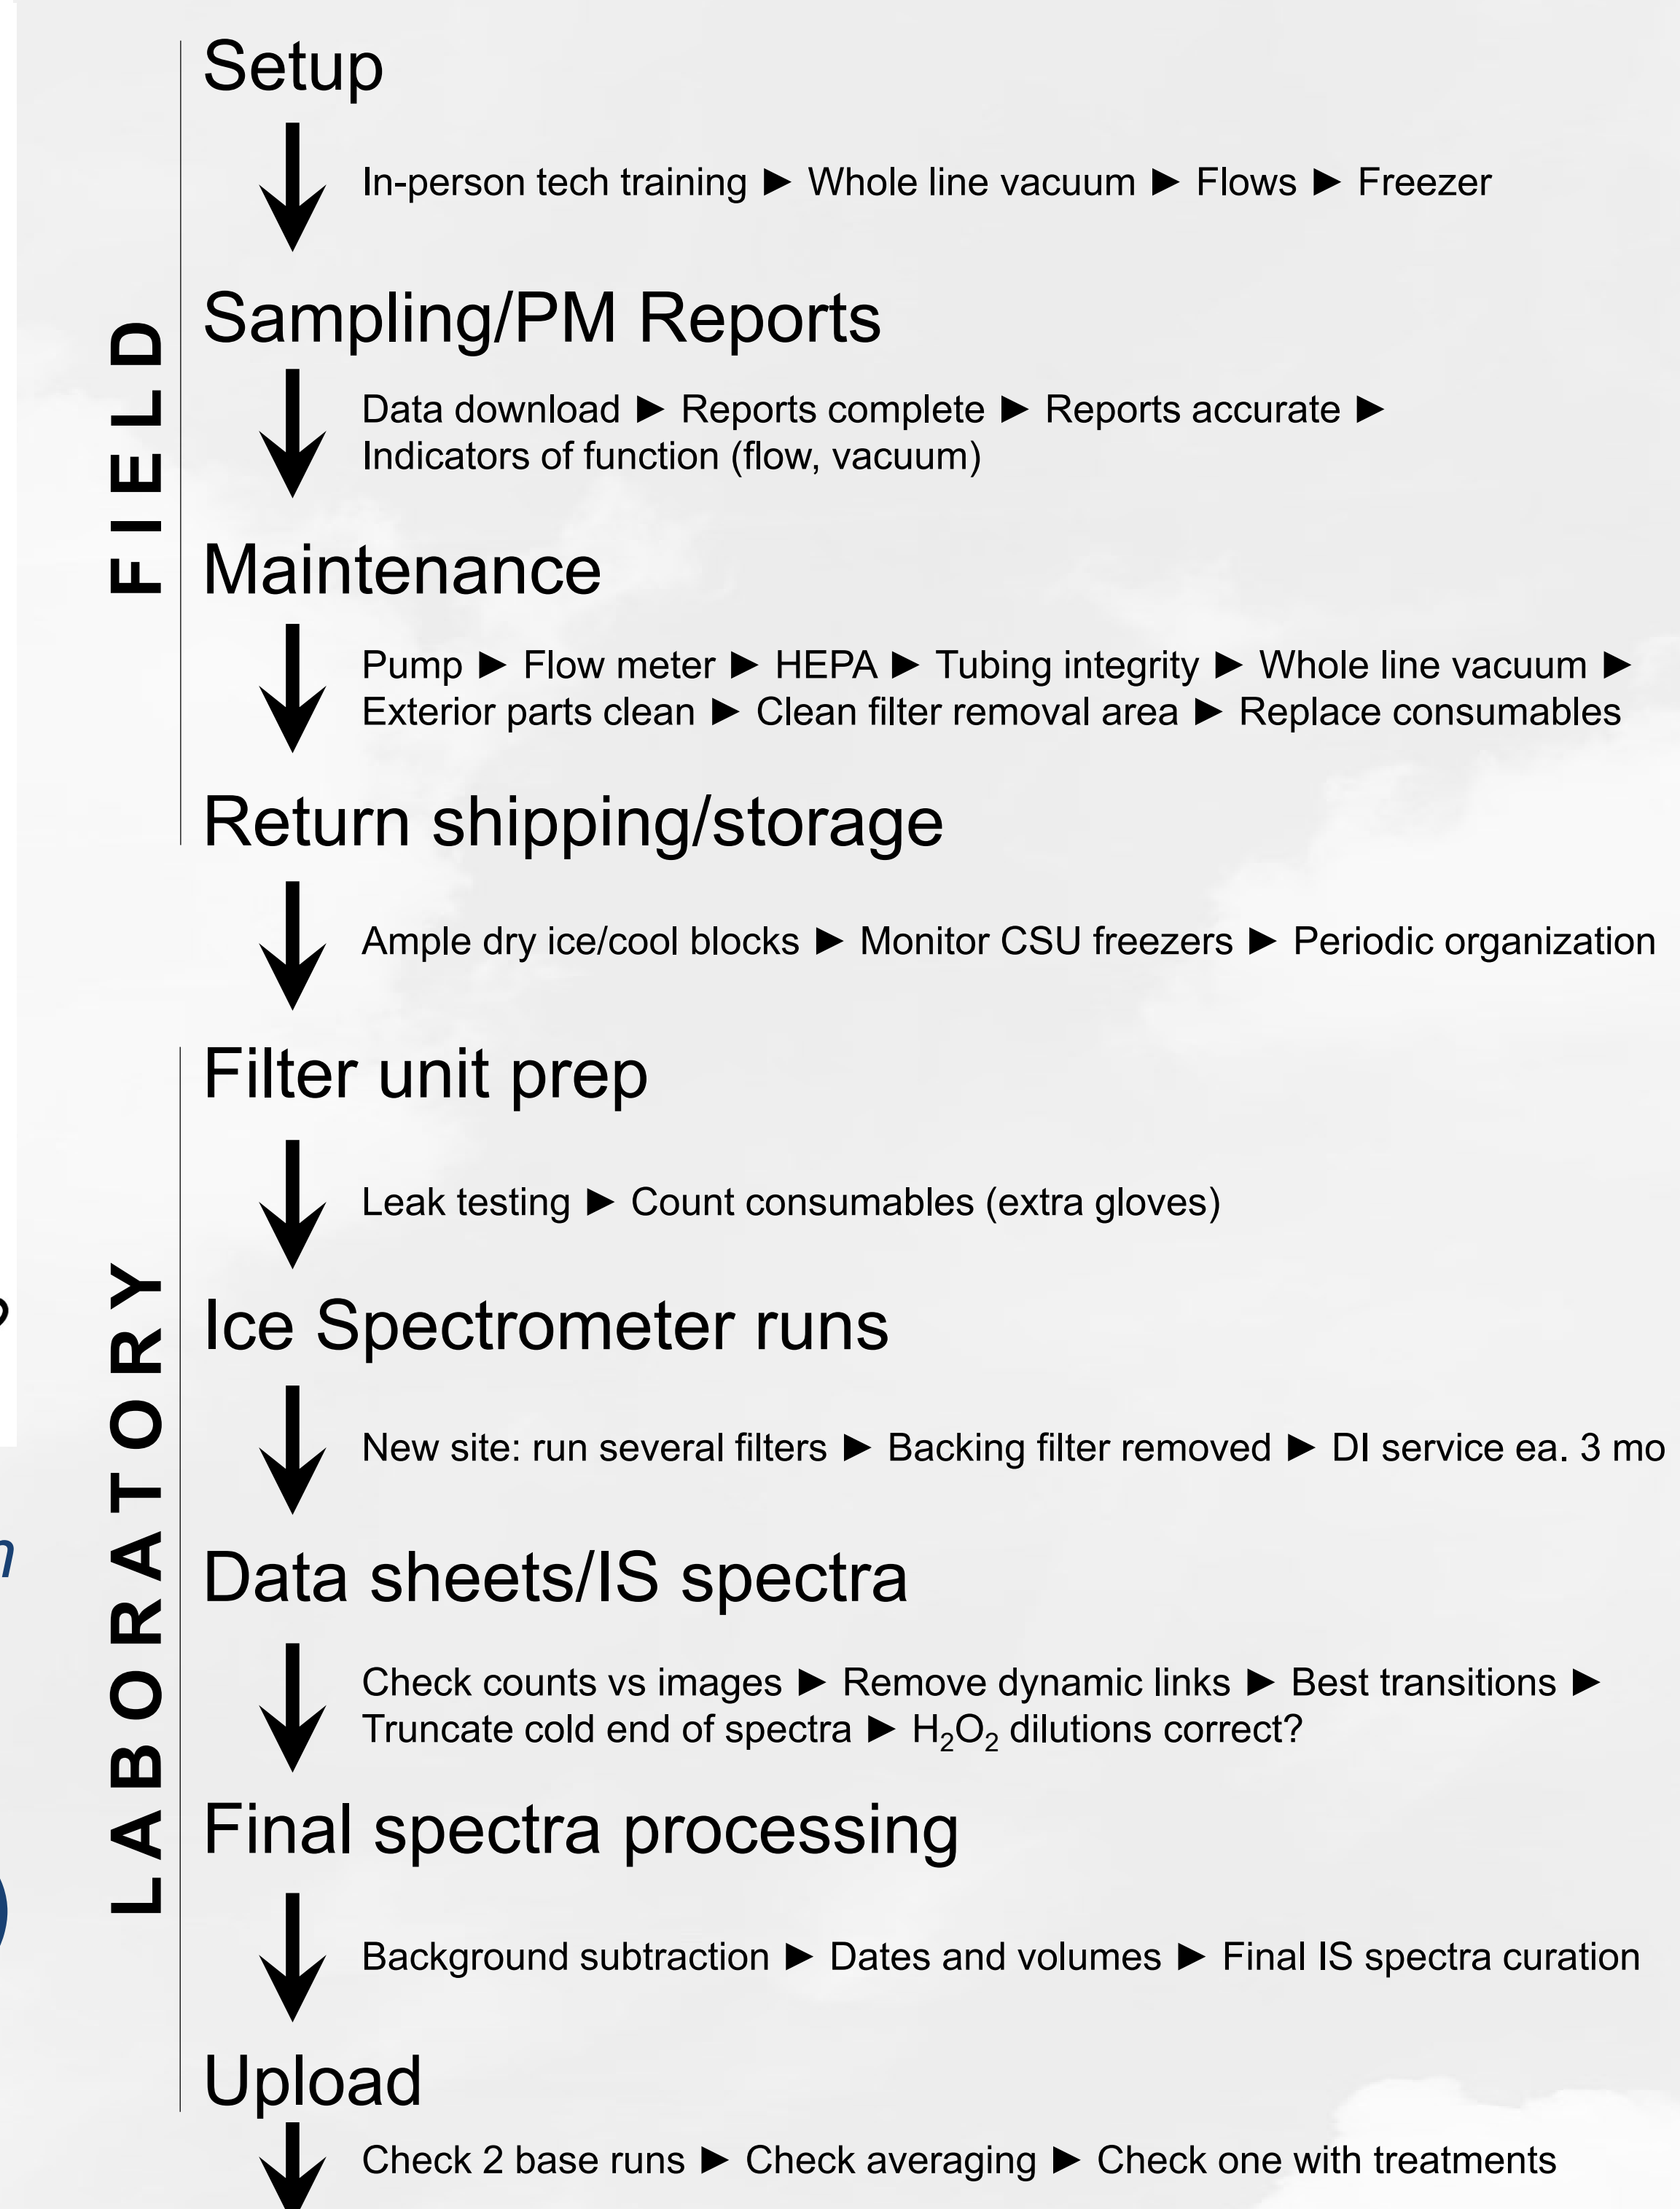 Setup
In-person tech training ► Whole line vacuum ► Flows ► Freezer
FIELD
Sampling/PM Reports
Data download ► Reports complete ► Reports accurate ►
Indicators of function (flow, vacuum)
Maintenance
Pump ► Flow meter ► HEPA ► Tubing integrity ► Whole line vacuum ►
Exterior parts clean ► Clean filter removal area ► Replace consumables
Return shipping/storage
Ample dry ice/cool blocks ► Monitor CSU freezers ► Periodic organization
LABORATORY
Filter unit prep
Leak testing ► Count consumables (extra gloves)
Ice Spectrometer runs
New site: run several filters ► Backing filter removed ► DI service ea. 3 mo
Data sheets/IS spectra
Check counts vs images ► Remove dynamic links ► Best transitions ►
Truncate cold end of spectra ► H₂O₂ dilutions correct?
Final spectra processing
Background subtraction ► Dates and volumes ► Final IS spectra curation
Upload
Check 2 base runs ► Check averaging ► Check one with treatments